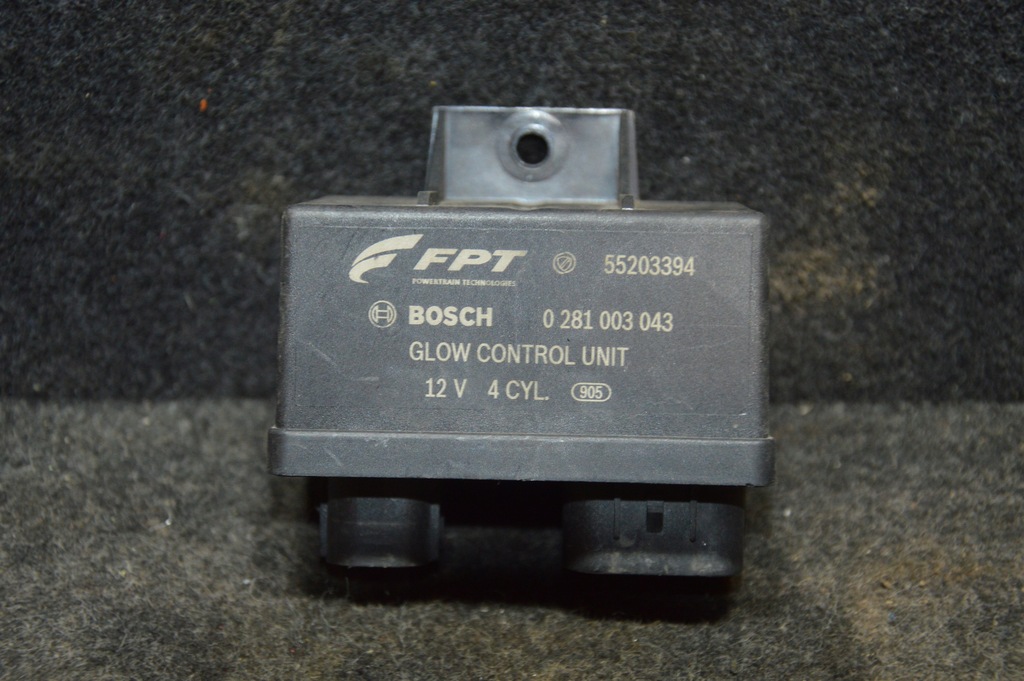 FPT 55203394
POWERTRAIN TECHNOLOGIES
BOSCH 0 281 003 043
GLOW CONTROL UNIT
12 V 4 CYL. 905